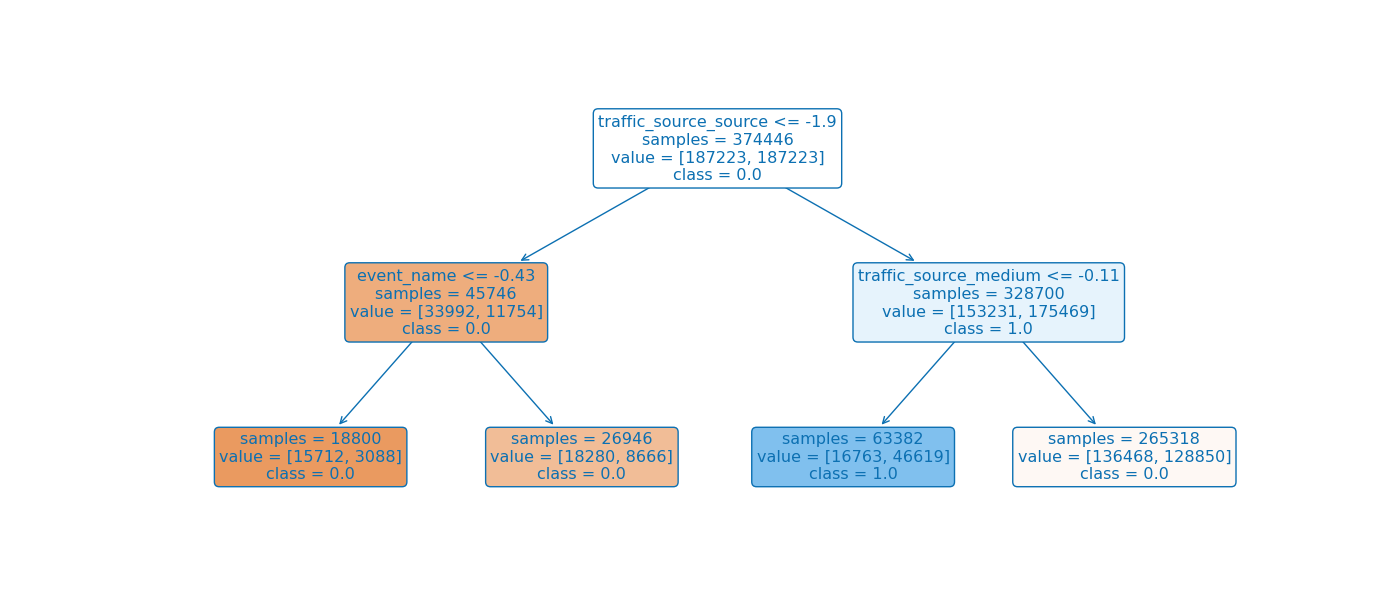 traffic_source_source <= -1.9
samples = 374446
value = [187223, 187223]
class = 0.0
event_name <= -0.43
samples = 45746
value = [33992, 11754]
class = 0.0
traffic_source_medium <= -0.11
samples = 328700
value = [153231, 175469]
class = 1.0
samples = 18800
value = [15712, 3088]
class = 0.0
samples = 26946
value = [18280, 8666]
class = 0.0
samples = 63382
value = [16763, 46619]
class = 1.0
samples = 265318
value = [136468, 128850]
class = 0.0